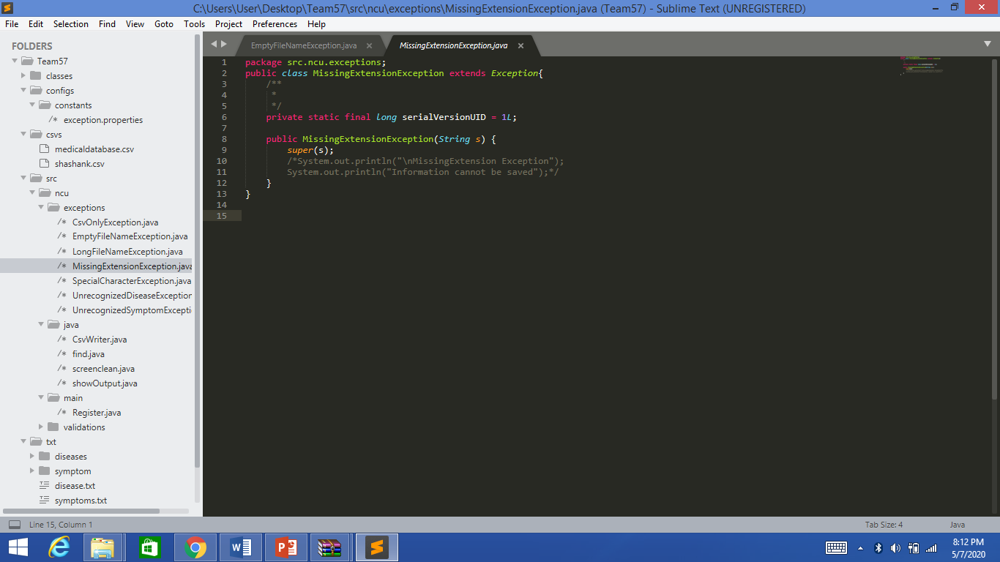 C:\Users\User\Desktop\Team57\src\ncu\exceptions\MissingExtensionException.java (Team57) - Sublime Text (UNREGISTERED)
File Edit Selection Find View Goto Tools Project Preferences Help
FOLDERS
Team57
classes
configs
constants
/* exception.properties
csvs
medicaldatabase.csv
shashank.csv
src
ncu
exceptions
/* CsvOnlyException.java
/* EmptyFileNameException.java
/* LongFileNameException.java
/* MissingExtensionException.java
/* SpecialCharacterException.java
/* UnrecognizedDiseaseException
/* UnrecognizedSymptomExcepti
java
/* CsvWriter.java
/* find.java
/* screenclean.java
/* showOutput.java
main
/* Register.java
validations
txt
diseases
symptom
disease.txt
symptoms.txt
EmptyFileNameException.java × MissingExtensionException.java ×
1 package src.ncu.exceptions;
2 public class MissingExtensionException extends Exception{
3 /**
4 *
5 */
6 private static final long serialVersionUID = 1L;
7
8 public MissingExtensionException(String s) {
9 super(s);
10 /*System.out.println("\nMissingExtension Exception");
11 System.out.println("Information cannot be saved");*/
12 }
13 }
14
15
Line 15, Column 1 Tab Size: 4 Java
8:12 PM
5/7/2020